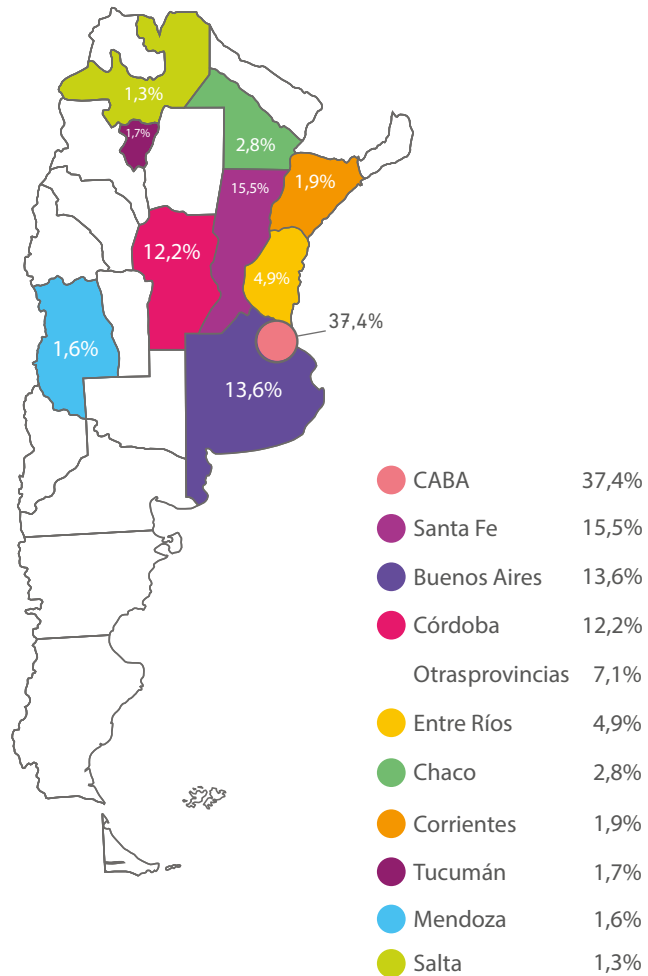 1,3%
1,7%
2,8%
15,5%
1,9%
12,2%
4,9%
37,4%
1,6%
13,6%
CABA 37,4%
Santa Fe 15,5%
Buenos Aires 13,6%
Córdoba 12,2%
Otrasprovincias 7,1%
Entre Ríos 4,9%
Chaco 2,8%
Corrientes 1,9%
Tucumán 1,7%
Mendoza 1,6%
Salta 1,3%